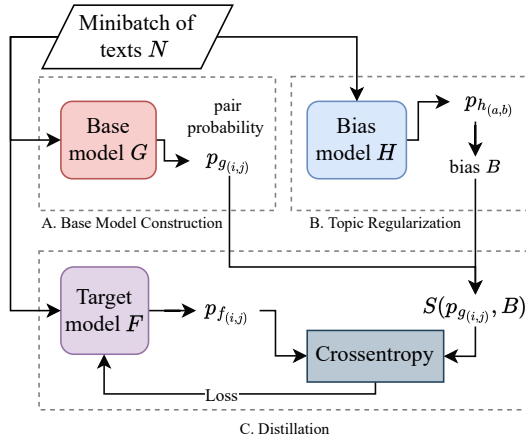 Minibatch of
texts N
Base
model G
pair
probability
p_{g_{(i,j)}}
A. Base Model Construction
Bias
model H
p_{h_{(a,b)}}
bias B
B. Topic Regularization
Target
model F
p_{f_{(i,j)}}
S(p_{g_{(i,j)}}, B)
Crossentropy
Loss
C. Distillation